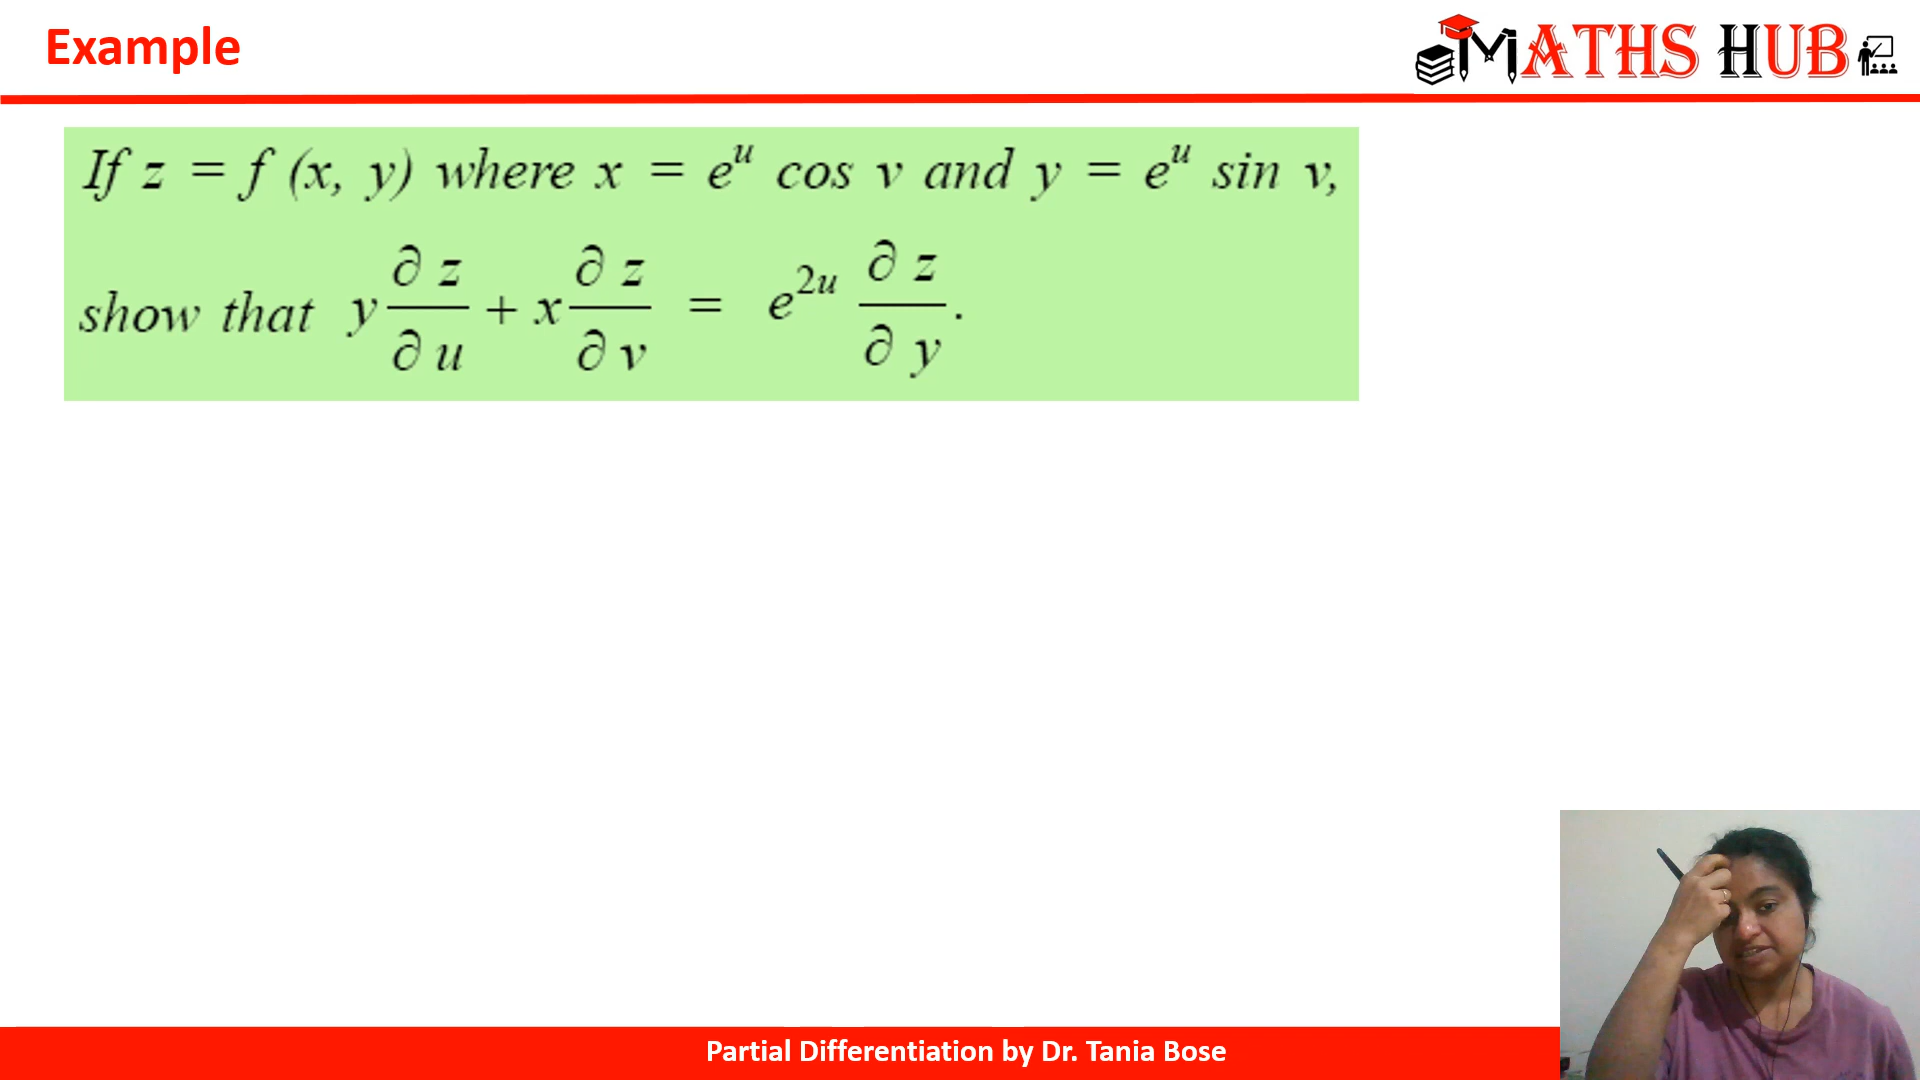 Example
MATHS HUB
If z = f (x, y) where x = e^u cos v and y = e^u sin v,
show that y ∂z/∂u + x ∂z/∂v = e^{2u} ∂z/∂y.
Partial Differentiation by Dr. Tania Bose